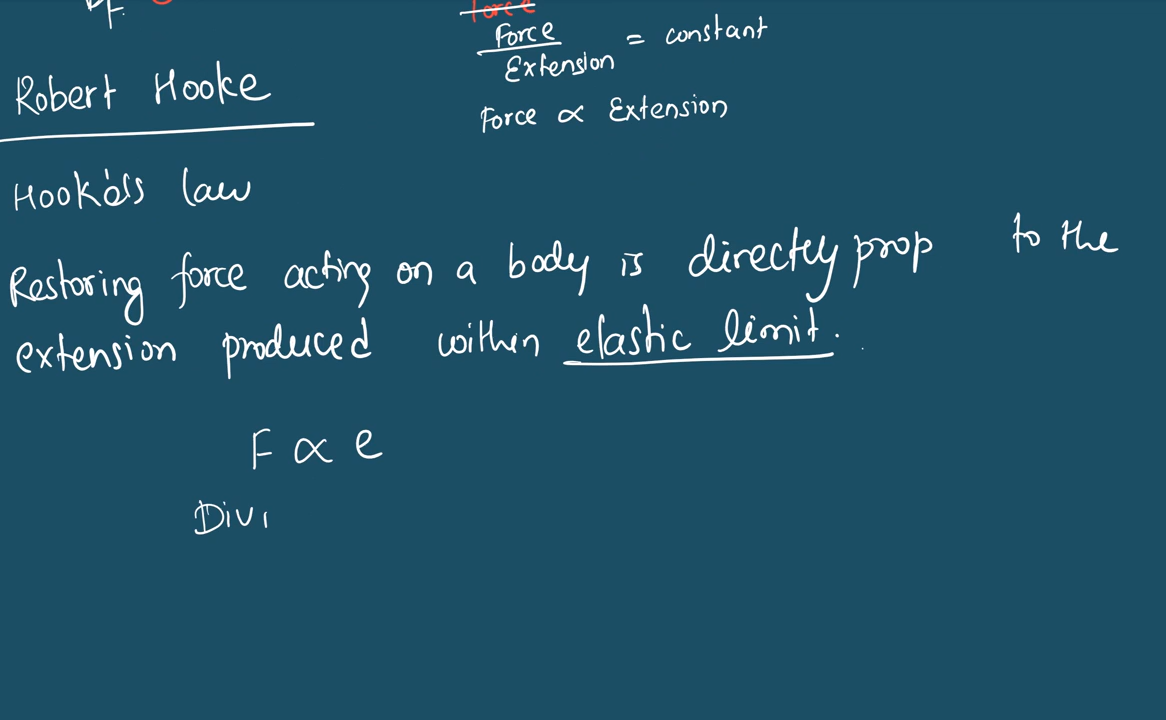 Force
Extension = constant
Force ∝ Extension
Robert Hooke
Law
Restoring force acting on a body is directly prop to the
extension produced within elastic limit.
F ∝ e
Divi